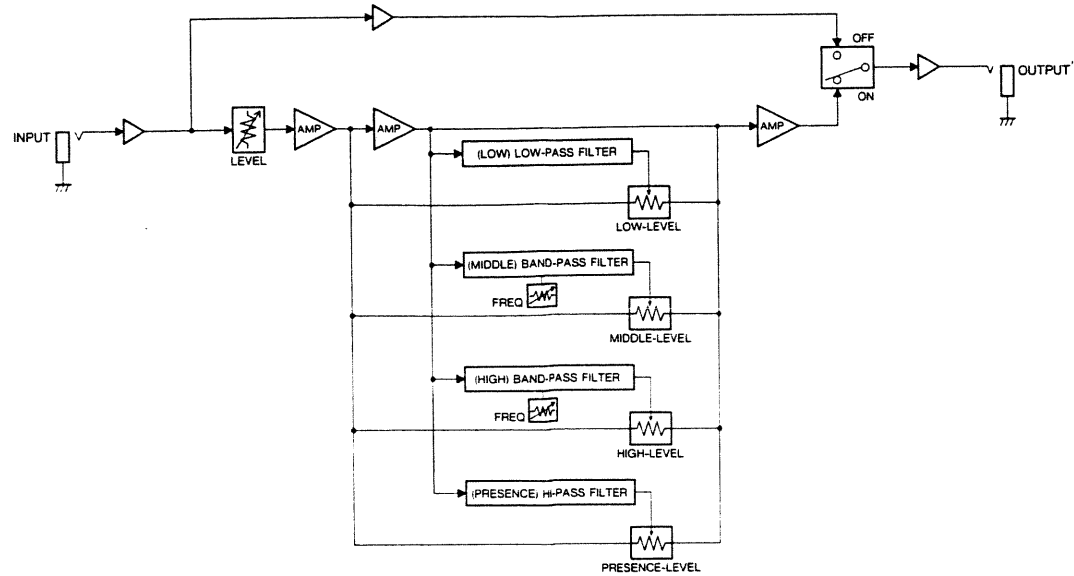 OFF
OUTPUT'
ON
INPUT
LEVEL
AMP
AMP
AMP
(LOW) LOW-PASS FILTER
LOW-LEVEL
(MIDDLE) BAND-PASS FILTER
FREQ
MIDDLE-LEVEL
(HIGH) BAND-PASS FILTER
FREQ
HIGH-LEVEL
(PRESENCE) HI-PASS FILTER
PRESENCE-LEVEL